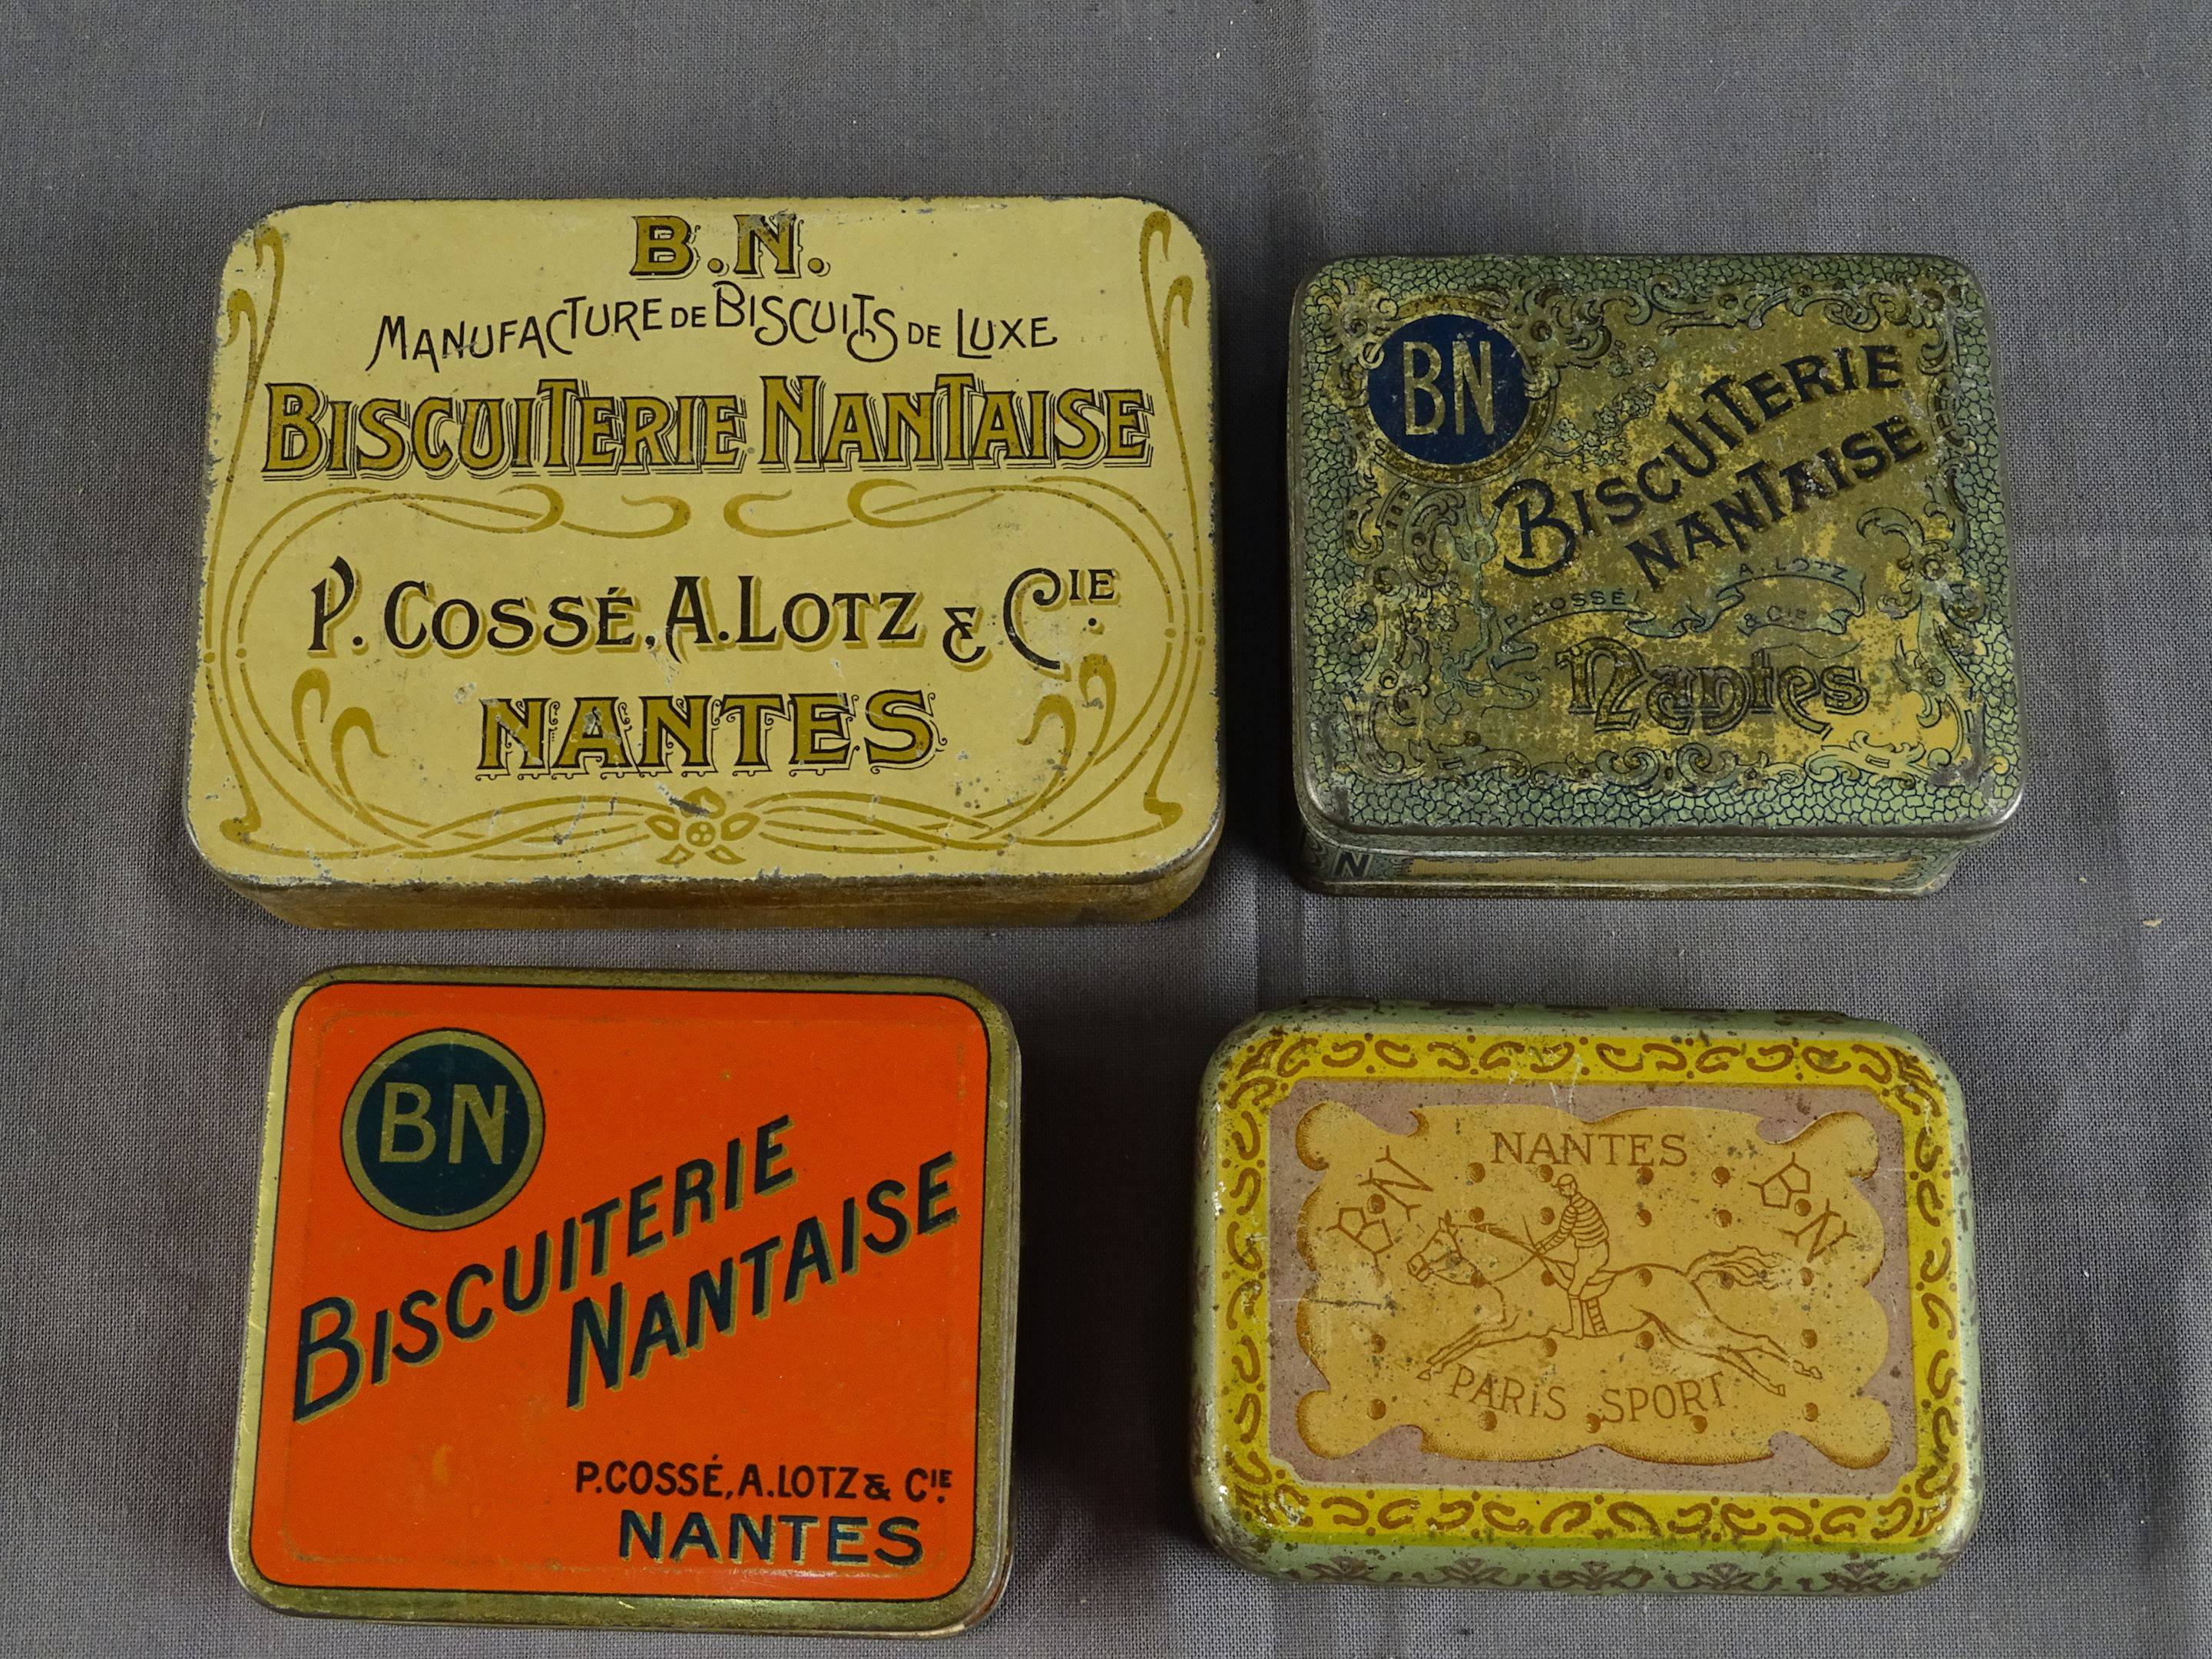 B.N.
MANUFACTURE DE BISCUITS DE LUXE
BISCUITERIE NANTAISE
P. COSSÉ, A. LOTZ & CIE
NANTES
BN
BISCUITERIE
NANTAISE
P. COSSÉ, A. LOTZ
& CIE
Nantes
BN
BN
BISCUITERIE
NANTAISE
P. COSSÉ, A. LOTZ & CIE
NANTES
NANTES
BN
BN
PARIS SPORT